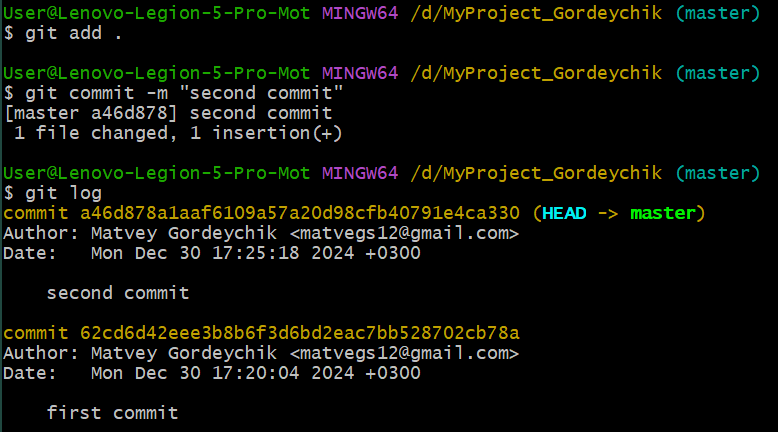 User@Lenovo-Legion-5-Pro-Mot MINGW64 /d/MyProject_Gordeychik (master)
$ git add .
User@Lenovo-Legion-5-Pro-Mot MINGW64 /d/MyProject_Gordeychik (master)
$ git commit -m "second commit"
[master a46d878] second commit
 1 file changed, 1 insertion(+)
User@Lenovo-Legion-5-Pro-Mot MINGW64 /d/MyProject_Gordeychik (master)
$ git log
commit a46d878a1aaf6109a57a20d98cfb40791e4ca330 (HEAD -> master)
Author: Matvey Gordeychik <matvegs12@gmail.com>
Date:   Mon Dec 30 17:25:18 2024 +0300
    second commit
commit 62cd6d42eee3b8b6f3d6bd2eac7bb528702cb78a
Author: Matvey Gordeychik <matvegs12@gmail.com>
Date:   Mon Dec 30 17:20:04 2024 +0300
    first commit